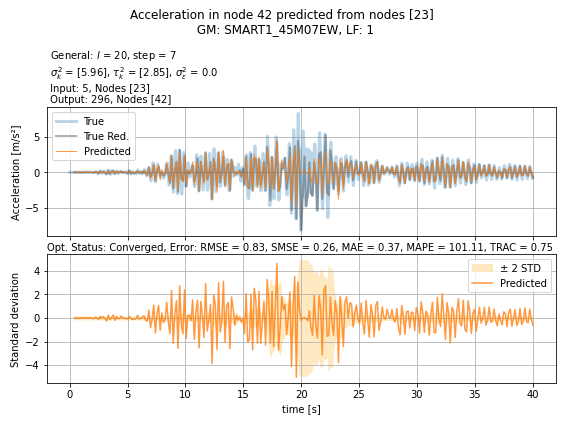 Acceleration in node 42 predicted from nodes [23]
GM: SMART1_45M07EW, LF: 1
General: l = 20, step = 7
σ²ₖ = [5.96], τ²ₖ = [2.85], σ²ε = 0.0
Input: 5, Nodes [23]
Output: 296, Nodes [42]
True
True Red.
Predicted
Acceleration [m/s²]
5
0
−5
Opt. Status: Converged, Error: RMSE = 0.83, SMSE = 0.26, MAE = 0.37, MAPE = 101.11, TRAC = 0.75
± 2 STD
Predicted
Standard deviation
4
2
0
−2
−4
0 5 10 15 20 25 30 35 40
time [s]